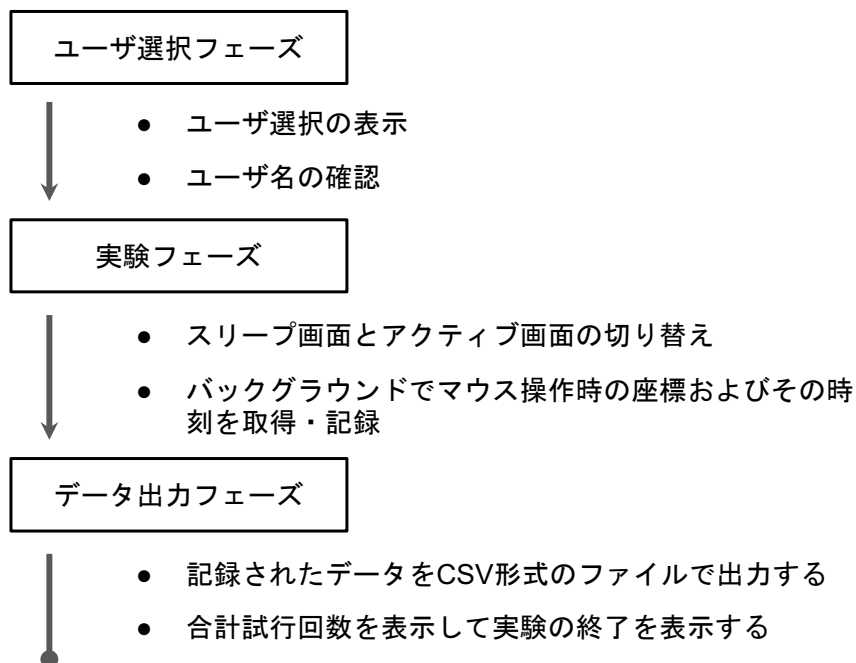 ユーザ選択フェーズ
● ユーザ選択の表示
● ユーザ名の確認
実験フェーズ
● スリープ画面とアクティブ画面の切り替え
● バックグラウンドでマウス操作時の座標およびその時
刻を取得・記録
データ出力フェーズ
● 記録されたデータをCSV形式のファイルで出力する
● 合計試行回数を表示して実験の終了を表示する